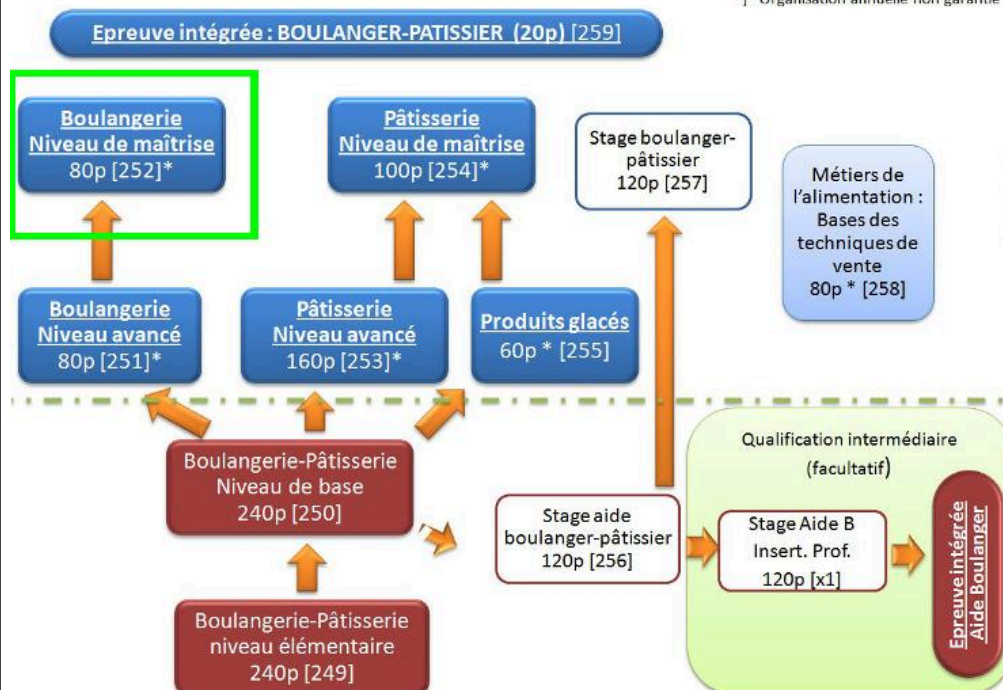 ] Organisation annuelle non garantie
Epreuve intégrée : BOULANGER-PATISSIER (20p) [259]
Boulangerie
Niveau de maîtrise
80p [252]*
Pâtisserie
Niveau de maîtrise
100p [254]*
Stage boulanger-
pâtissier
120p [257]
Métiers de
l'alimentation :
Bases des
techniques de
vente
80p * [258]
Boulangerie
Niveau avancé
80p [251]*
Pâtisserie
Niveau avancé
160p [253]*
Produits glacés
60p * [255]
Boulangerie-Pâtisserie
Niveau de base
240p [250]
Stage aide
boulanger-pâtissier
120p [256]
Qualification intermédiaire
(facultatif)
Stage Aide B
Insert. Prof.
120p [x1]
Epreuve intégrée
Aide Boulanger
Boulangerie-Pâtisserie
niveau élémentaire
240p [249]